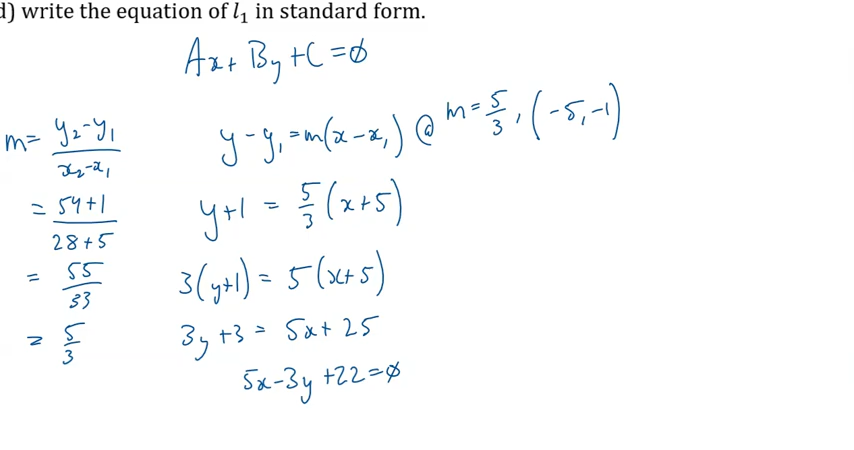 d) write the equation of l₁ in standard form.
Ax + By + C = 0
m = (y₂ - y₁)/(x₂ - x₁)
= (54 + 1)/(28 + 5)
= 55/33
= 5/3
y - y₁ = m(x - x₁) @ m = 5/3, (-5, -1)
y + 1 = 5/3 (x + 5)
3(y + 1) = 5(x + 5)
3y + 3 = 5x + 25
5x - 3y + 22 = 0